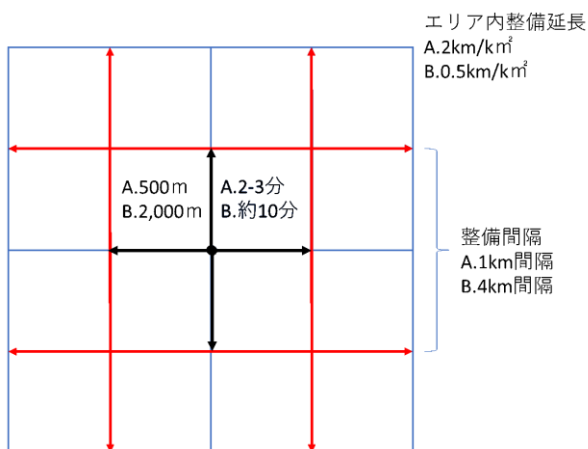 エリア内整備延長
A.2km/k㎡
B.0.5km/k㎡
A.500m
B.2,000m
A.2-3分
B.約10分
整備間隔
A.1km間隔
B.4km間隔